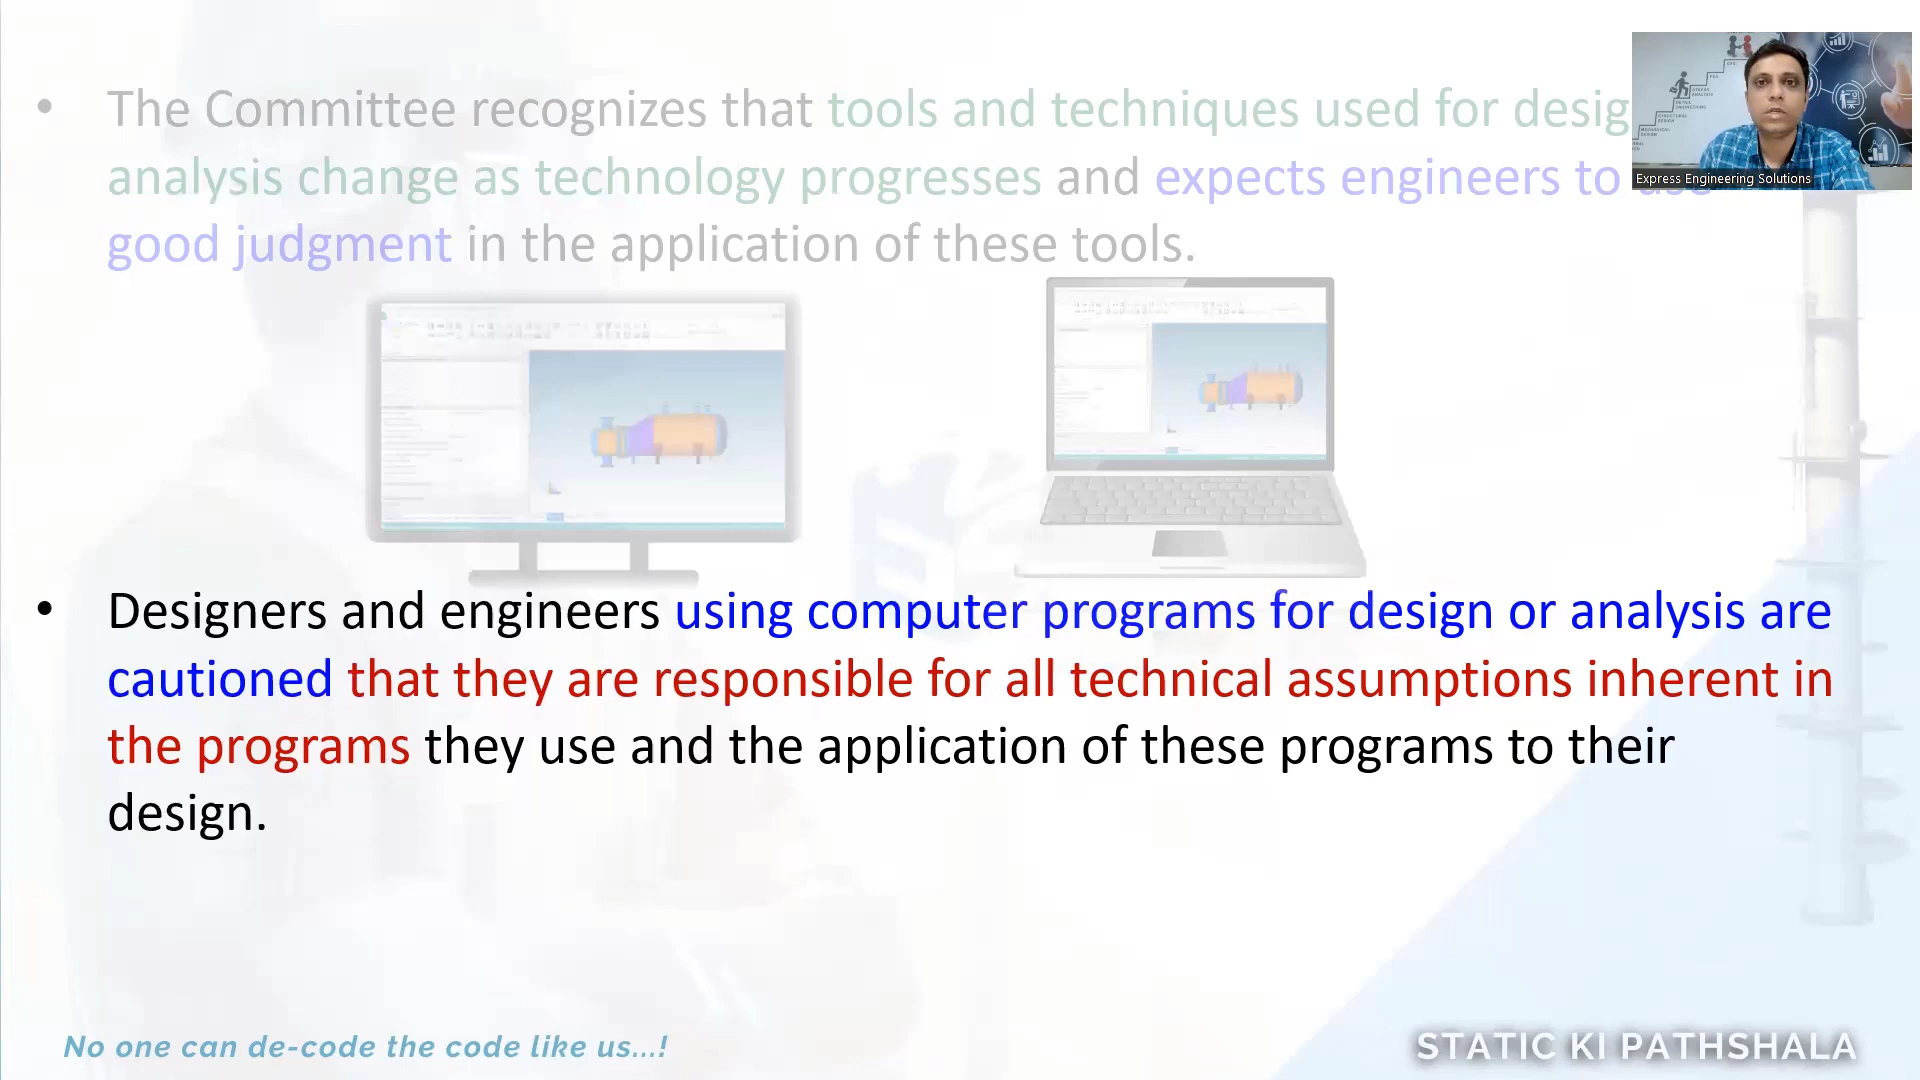 • The Committee recognizes that tools and techniques used for desig
analysis change as technology progresses and expects engineers to use
good judgment in the application of these tools.
Express Engineering Solutions
• Designers and engineers using computer programs for design or analysis are
cautioned that they are responsible for all technical assumptions inherent in
the programs they use and the application of these programs to their
design.
No one can de-code the code like us...!
STATIC KI PATHSHALA